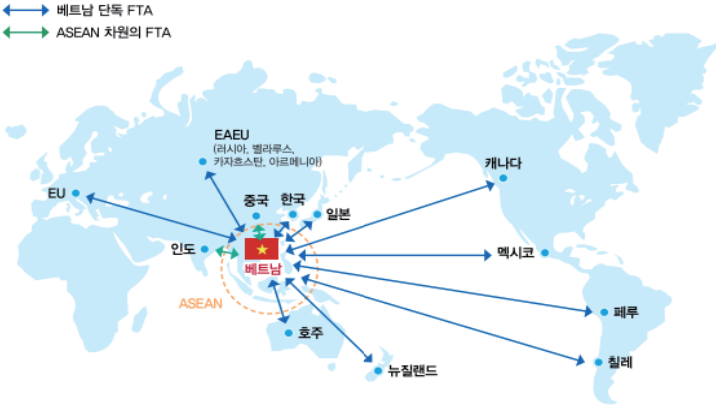 베트남 단독 FTA
ASEAN 차원의 FTA
EAEU
(러시아, 벨라루스,
카자흐스탄, 아르메니아)
캐나다
EU
중국
한국
일본
인도
베트남
멕시코
ASEAN
페루
호주
칠레
뉴질랜드